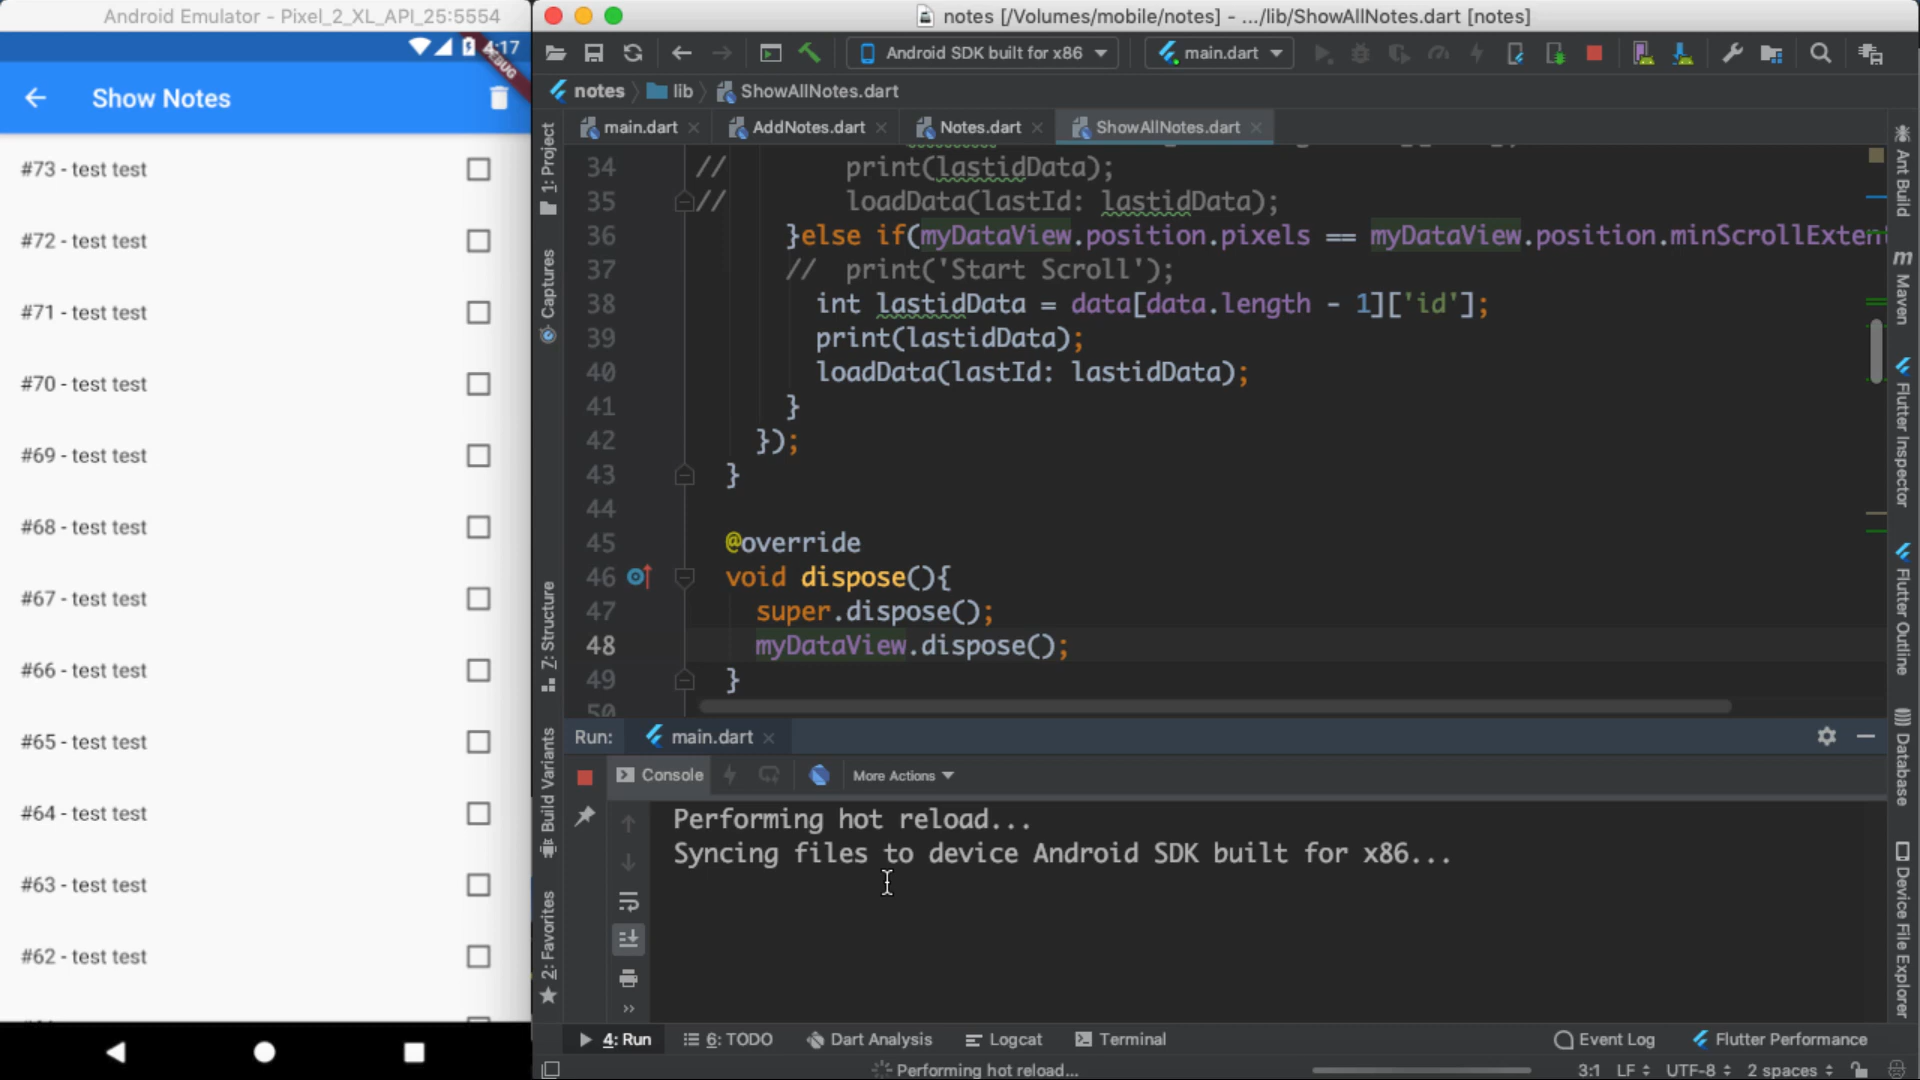 Android Emulator - Pixel_2_XL_API_25:5554
4:17
DEBUG
Show Notes
#73 - test test
#72 - test test
#71 - test test
#70 - test test
#69 - test test
#68 - test test
#67 - test test
#66 - test test
#65 - test test
#64 - test test
#63 - test test
#62 - test test
notes [/Volumes/mobile/notes] - .../lib/ShowAllNotes.dart [notes]
Android SDK built for x86
main.dart
notes
lib
ShowAllNotes.dart
main.dart
AddNotes.dart
Notes.dart
ShowAllNotes.dart
1: Project
Captures
7: Structure
Build Variants
2: Favorites
34 // print(lastidData);
35 // loadData(lastId: lastidData);
36 }else if(myDataView.position.pixels == myDataView.position.minScrollExten
37 // print('Start Scroll');
38 int lastidData = data[data.length - 1]['id'];
39 print(lastidData);
40 loadData(lastId: lastidData);
41 }
42 });
43 }
44
45 @override
46 void dispose(){
47 super.dispose();
48 myDataView.dispose();
49 }
50
Ant Build
m Maven
Flutter Inspector
Flutter Outline
Database
Device File Explorer
Run:
main.dart
Console
More Actions
Performing hot reload...
Syncing files to device Android SDK built for x86...
4: Run
6: TODO
Dart Analysis
Logcat
Terminal
Event Log
Flutter Performance
Performing hot reload...
3:1
LF
UTF-8
2 spaces